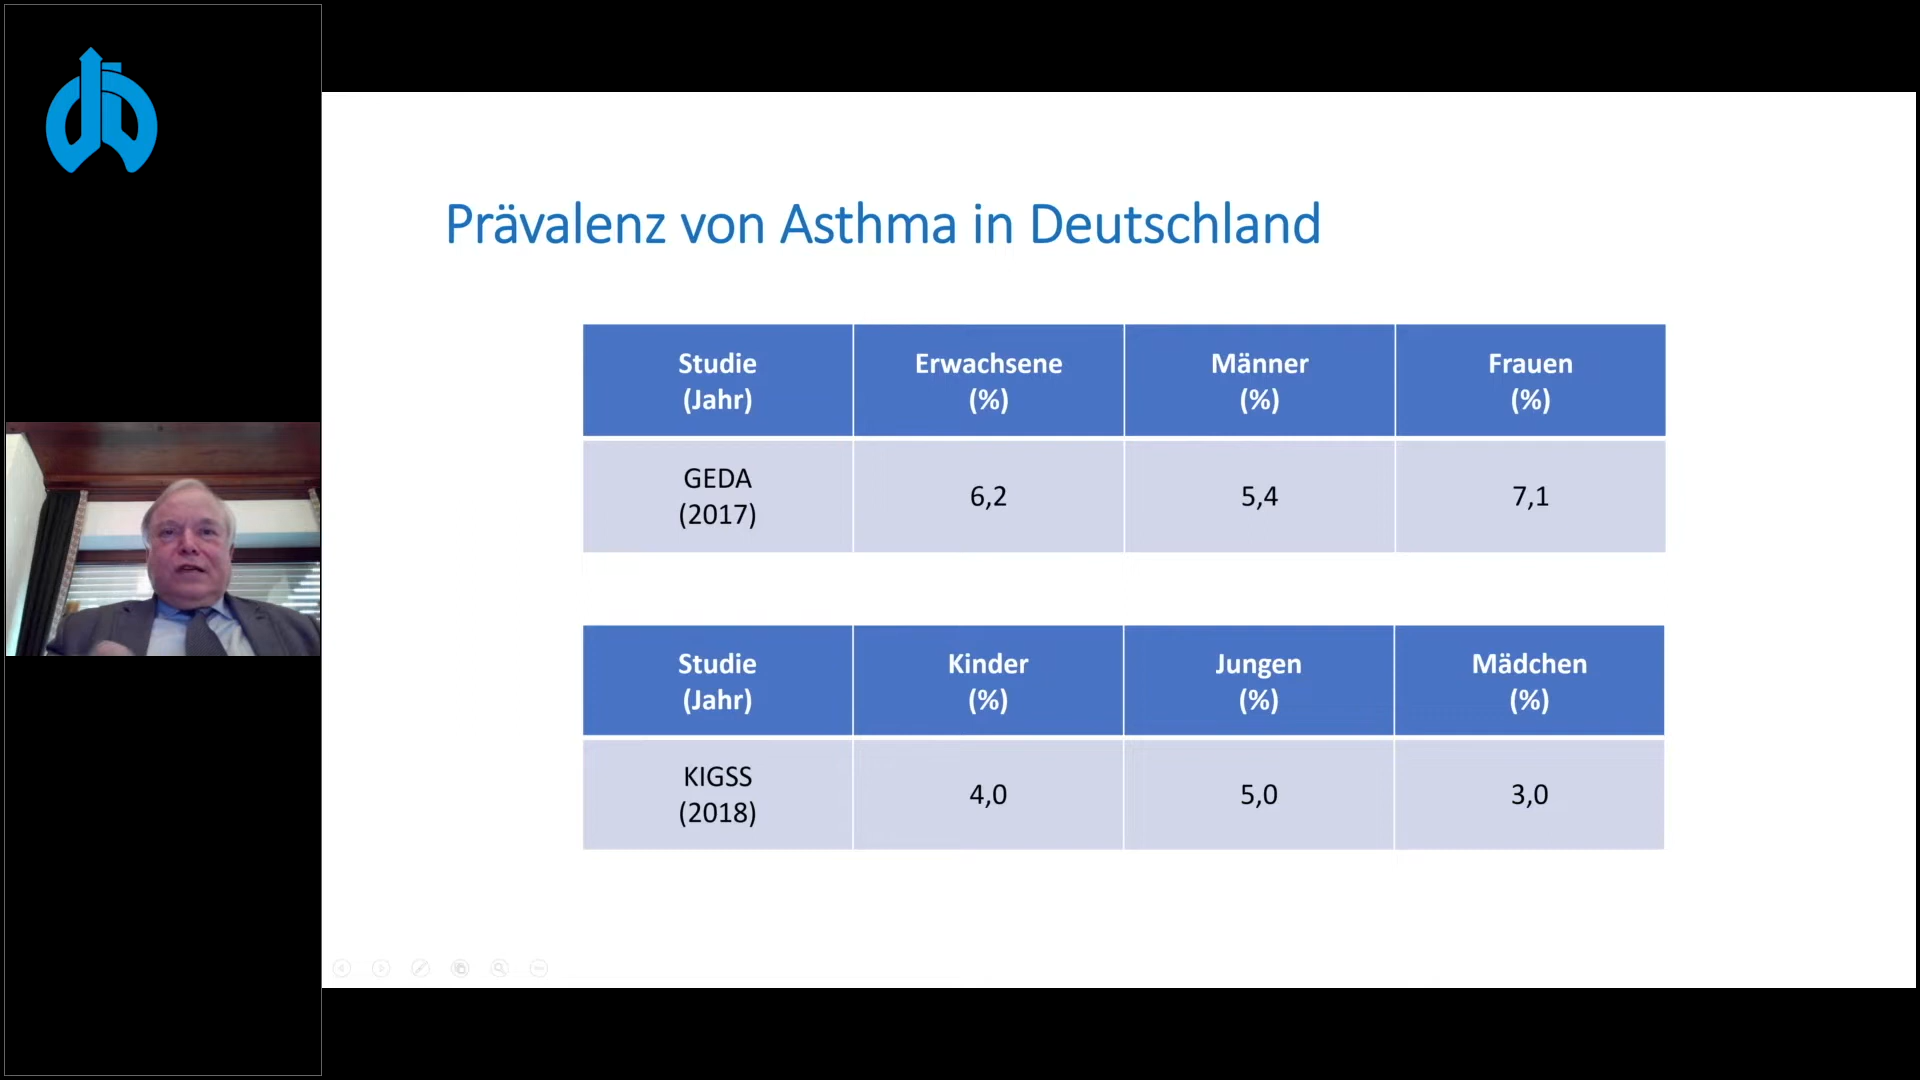 Prävalenz von Asthma in Deutschland
Studie
(Jahr)
Erwachsene
(%)
Männer
(%)
Frauen
(%)
GEDA
(2017)
6,2
5,4
7,1
Studie
(Jahr)
Kinder
(%)
Jungen
(%)
Mädchen
(%)
KIGSS
(2018)
4,0
5,0
3,0